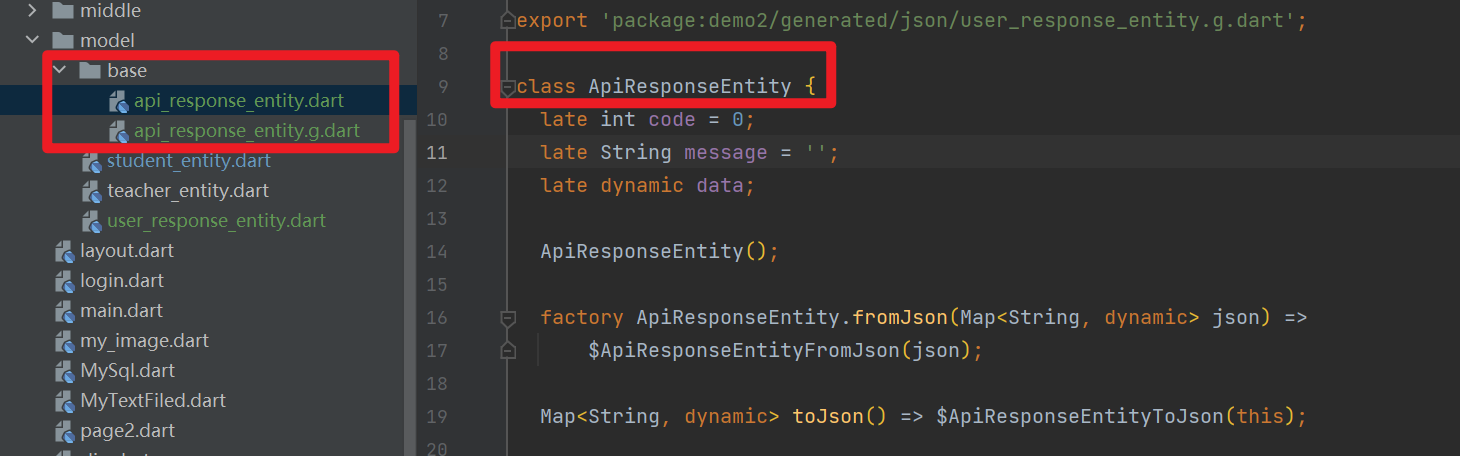 middle
model
base
api_response_entity.dart
api_response_entity.g.dart
student_entity.dart
teacher_entity.dart
user_response_entity.dart
layout.dart
login.dart
main.dart
my_image.dart
MySql.dart
MyTextFiled.dart
page2.dart
7 export 'package:demo2/generated/json/user_response_entity.g.dart';
8
9 class ApiResponseEntity {
10 late int code = 0;
11 late String message = '';
12 late dynamic data;
13
14 ApiResponseEntity();
15
16 factory ApiResponseEntity.fromJson(Map<String, dynamic> json) =>
17 $ApiResponseEntityFromJson(json);
18
19 Map<String, dynamic> toJson() => $ApiResponseEntityToJson(this);
20